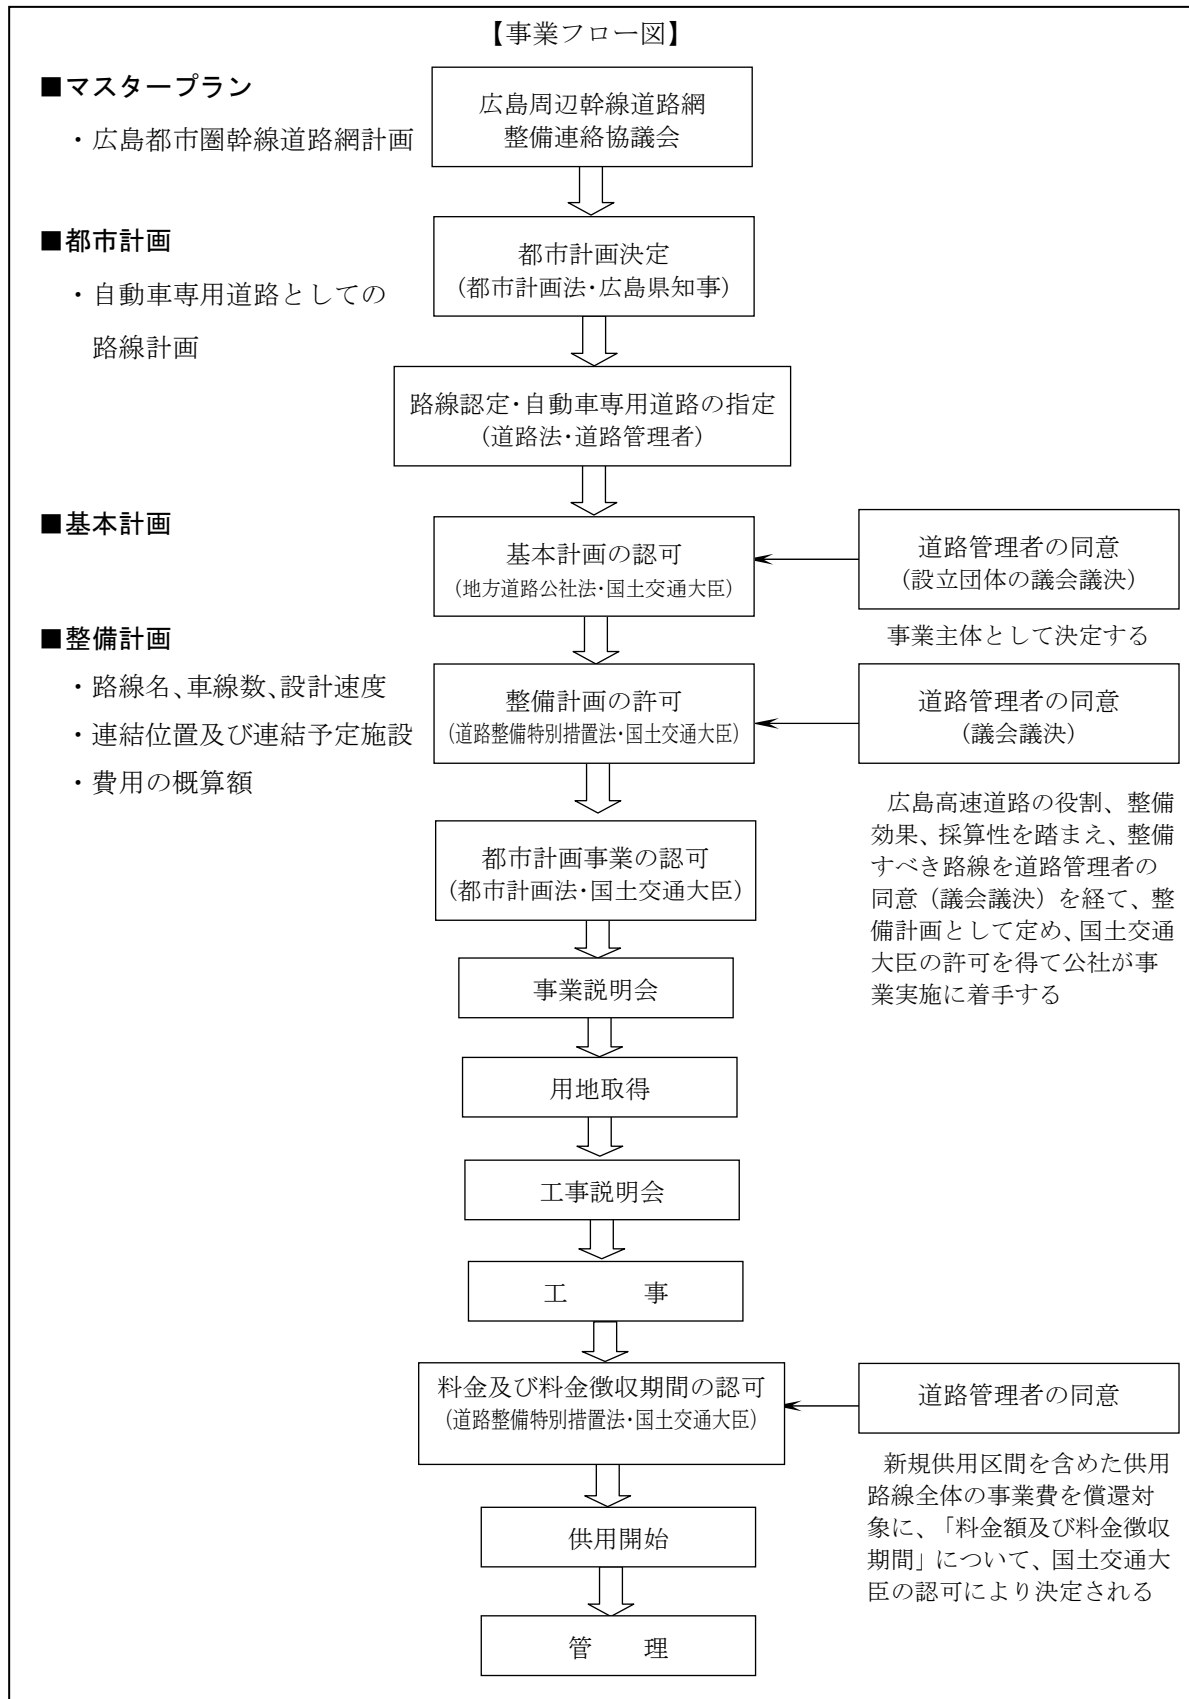 【事業フロー図】
■マスタープラン
・広島都市圏幹線道路網計画
広島周辺幹線道路網
整備連絡協議会
■都市計画
・自動車専用道路としての
路線計画
都市計画決定
（都市計画法・広島県知事）
路線認定・自動車専用道路の指定
（道路法・道路管理者）
■基本計画
基本計画の認可
（地方道路公社法・国土交通大臣）
道路管理者の同意
（設立団体の議会議決）
事業主体として決定する
■整備計画
・路線名、車線数、設計速度
・連結位置及び連結予定施設
・費用の概算額
整備計画の許可
（道路整備特別措置法・国土交通大臣）
道路管理者の同意
（議会議決）
広島高速道路の役割、整備
効果、採算性を踏まえ、整備
すべき路線を道路管理者の
同意（議会議決）を経て、整
備計画として定め、国土交通
大臣の許可を得て公社が事
業実施に着手する
都市計画事業の認可
（都市計画法・国土交通大臣）
事業説明会
用地取得
工事説明会
工　　　事
料金及び料金徴収期間の認可
（道路整備特別措置法・国土交通大臣）
道路管理者の同意
新規供用区間を含めた供用
路線全体の事業費を償還対
象に、「料金額及び料金徴収
期間」について、国土交通大
臣の認可により決定される
供用開始
管　　理